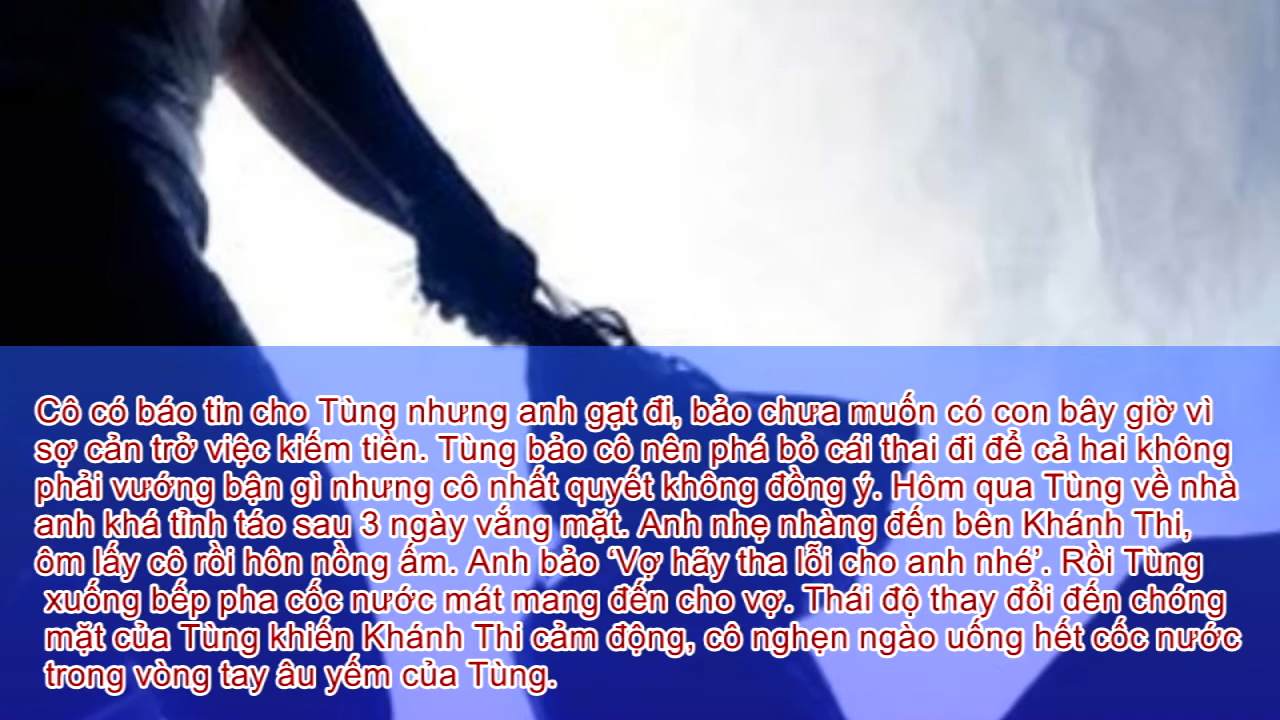 Cô có báo tin cho Tùng nhưng anh gạt đi, bảo chưa muốn có con bây giờ vì
sợ cản trở việc kiếm tiền. Tùng bảo cô nên phá bỏ cái thai đi để cả hai không
phải vướng bận gì nhưng cô nhất quyết không đồng ý. Hôm qua Tùng về nhà
anh khá tỉnh táo sau 3 ngày vắng mặt. Anh nhẹ nhàng đến bên Khánh Thi,
ôm lấy cô rồi hôn nồng ấm. Anh bảo ‘Vợ hãy tha lỗi cho anh nhé’. Rồi Tùng
xuống bếp pha cốc nước mát mang đến cho vợ. Thái độ thay đổi đến chóng
mặt của Tùng khiến Khánh Thi cảm động, cô nghẹn ngào uống hết cốc nước
trong vòng tay âu yếm của Tùng.